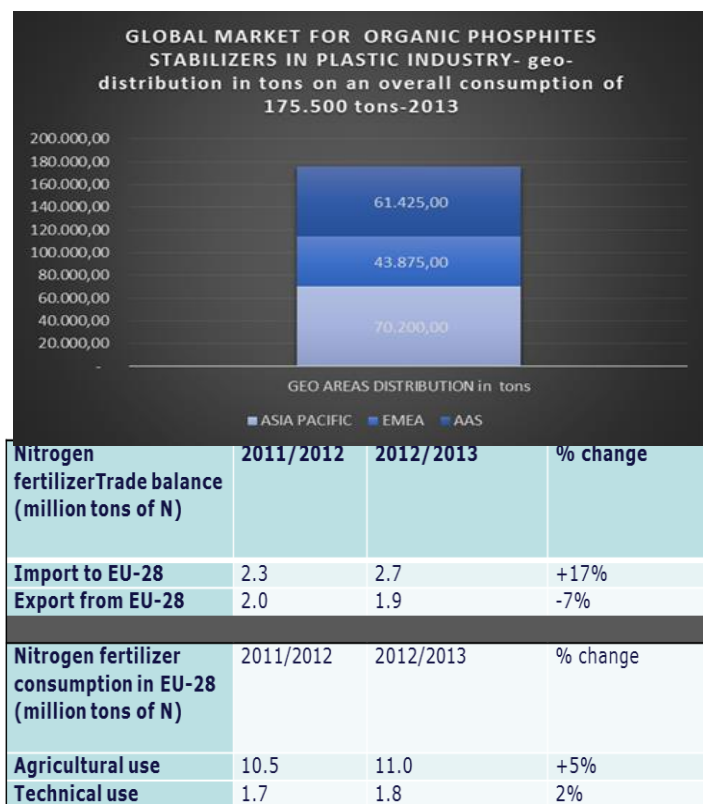 GLOBAL MARKET FOR ORGANIC PHOSPHITES
STABILIZERS IN PLASTIC INDUSTRY- geo-
distribution in tons on an overall consumption of
175.500 tons-2013
200.000,00
180.000,00
160.000,00
140.000,00
120.000,00
100.000,00
80.000,00
60.000,00
40.000,00
20.000,00
-
61.425,00
43.875,00
70.200,00
GEO AREAS DISTRIBUTION in tons
ASIA PACIFIC EMEA AAS
Nitrogen 2011/2012 2012/2013 % change
fertilizerTrade balance
(million tons of N)
Import to EU-28 2.3 2.7 +17%
Export from EU-28 2.0 1.9 -7%
Nitrogen fertilizer 2011/2012 2012/2013 % change
consumption in EU-28
(million tons of N)
Agricultural use 10.5 11.0 +5%
Technical use 1.7 1.8 2%